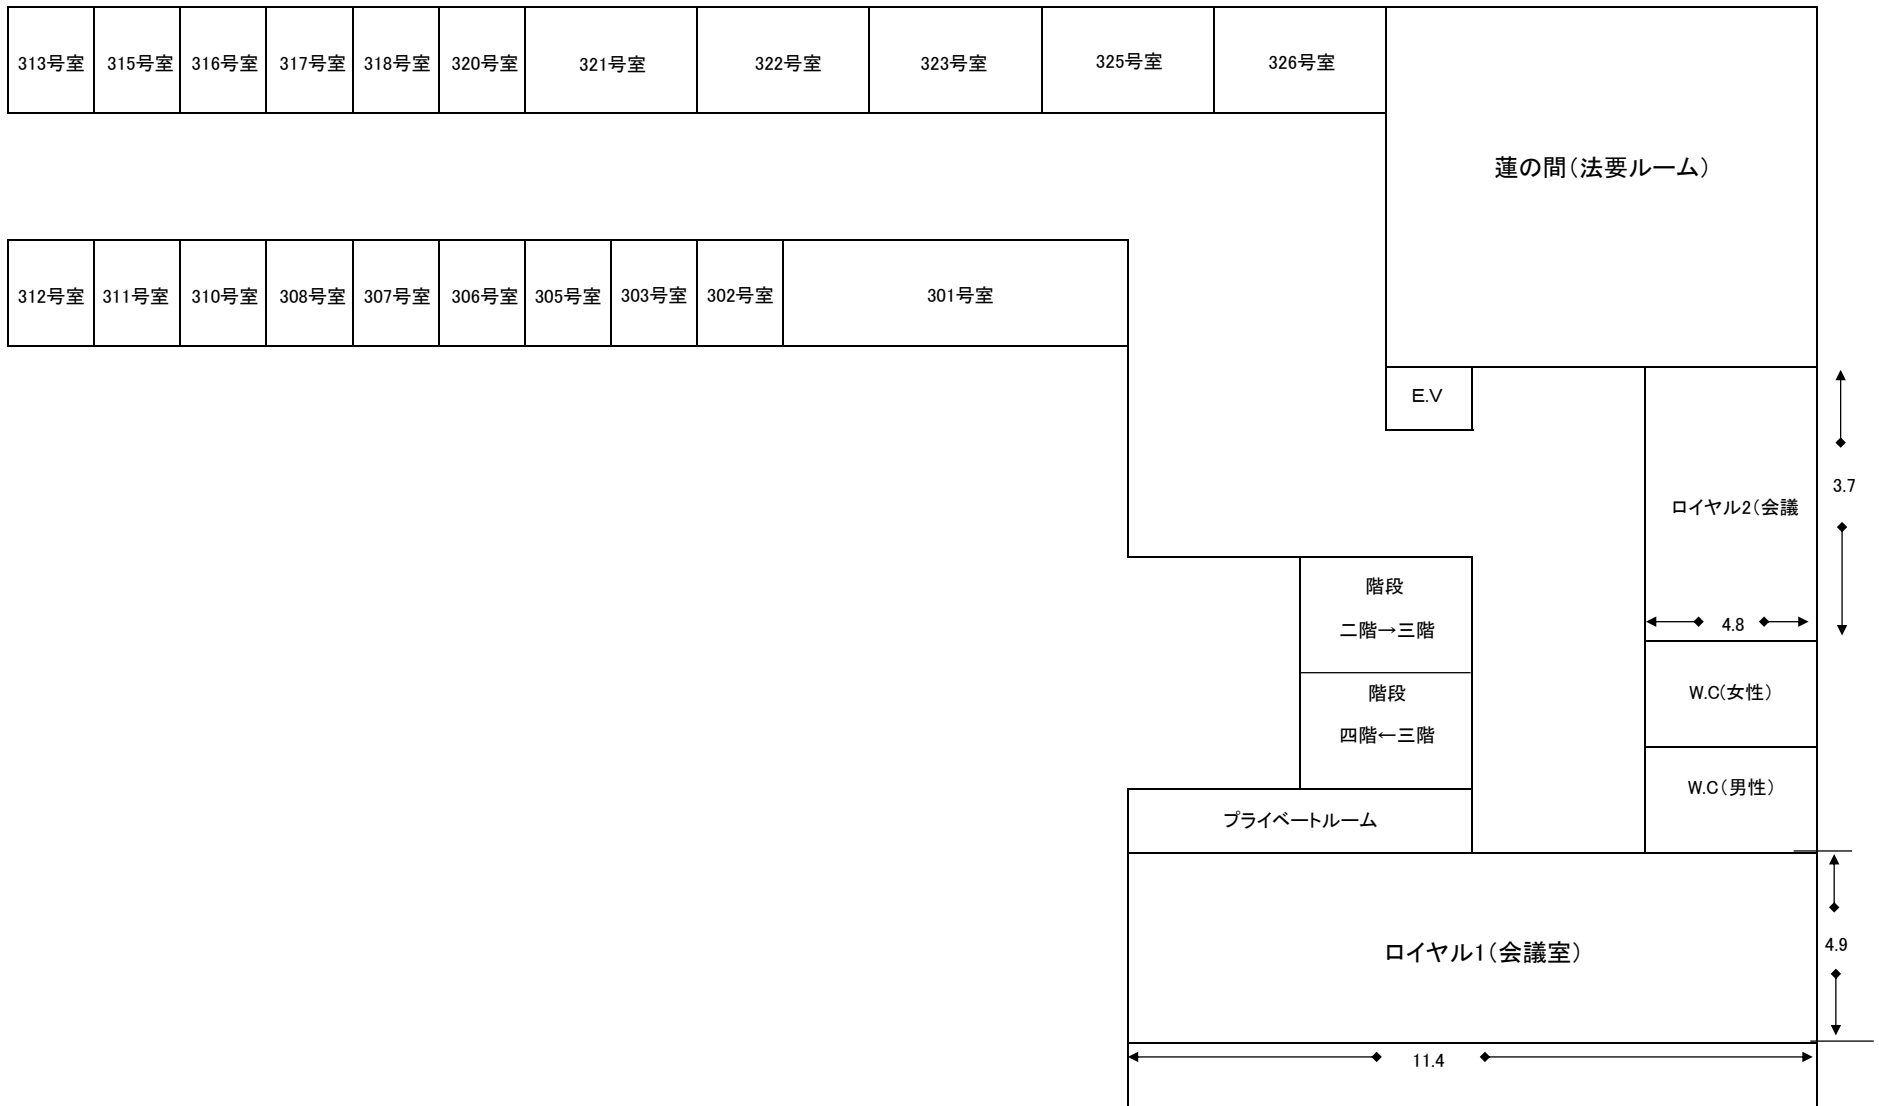 313号室
315号室
316号室
317号室
318号室
320号室
321号室
322号室
323号室
325号室
326号室
蓮の間（法要ルーム）
312号室
311号室
310号室
308号室
307号室
306号室
305号室
303号室
302号室
301号室
E.V
3.7
ロイヤル2（会議
階段
二階→三階
4.8
階段
四階←三階
W.C(女性）
W.C（男性）
プライベートルーム
ロイヤル1（会議室）
4.9
11.4